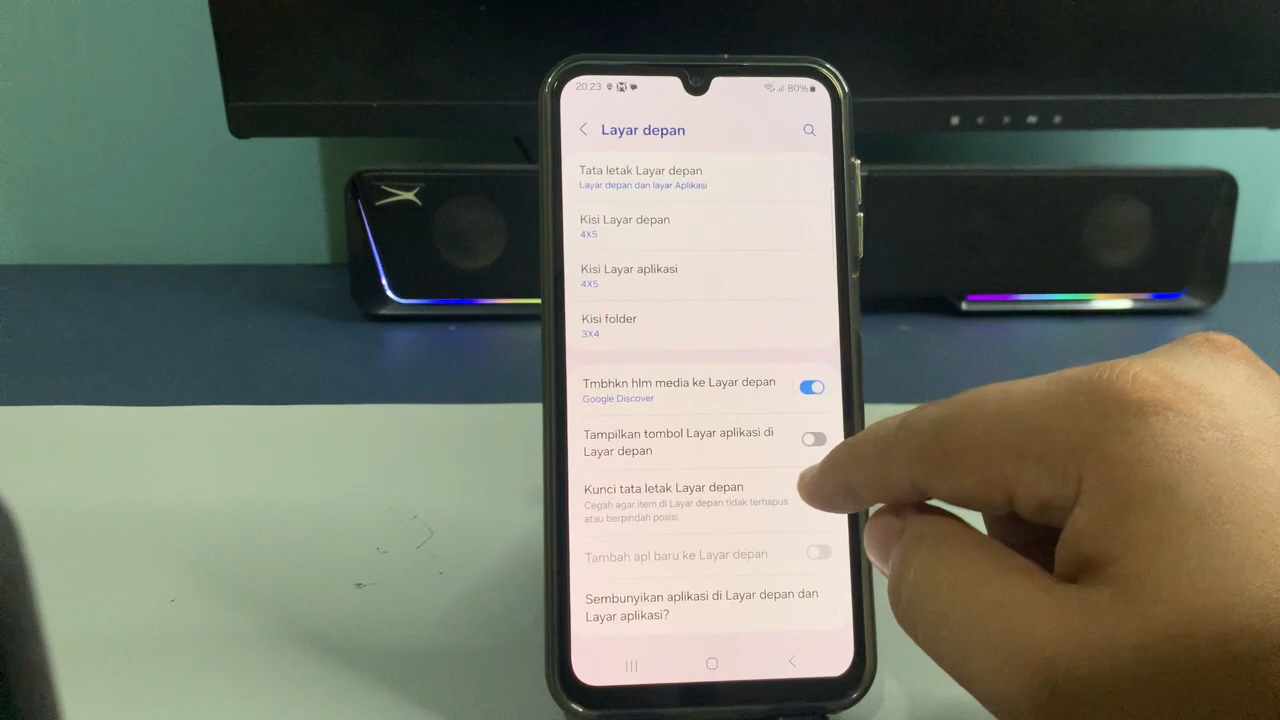 20.23
80%
Layar depan
Tata letak Layar depan
Layar depan dan layar Aplikasi
Kisi Layar depan
4X5
Kisi Layar aplikasi
4X5
Kisi folder
3X4
Tmbhkn hlm media ke Layar depan
Google Discover
Tampilkan tombol Layar aplikasi di
Layar depan
Kunci tata letak Layar depan
Cegah agar item di Layar depan tidak terhapus
atau berpindah posisi.
Tambah apl baru ke Layar depan
Sembunyikan aplikasi di Layar depan dan
Layar aplikasi?